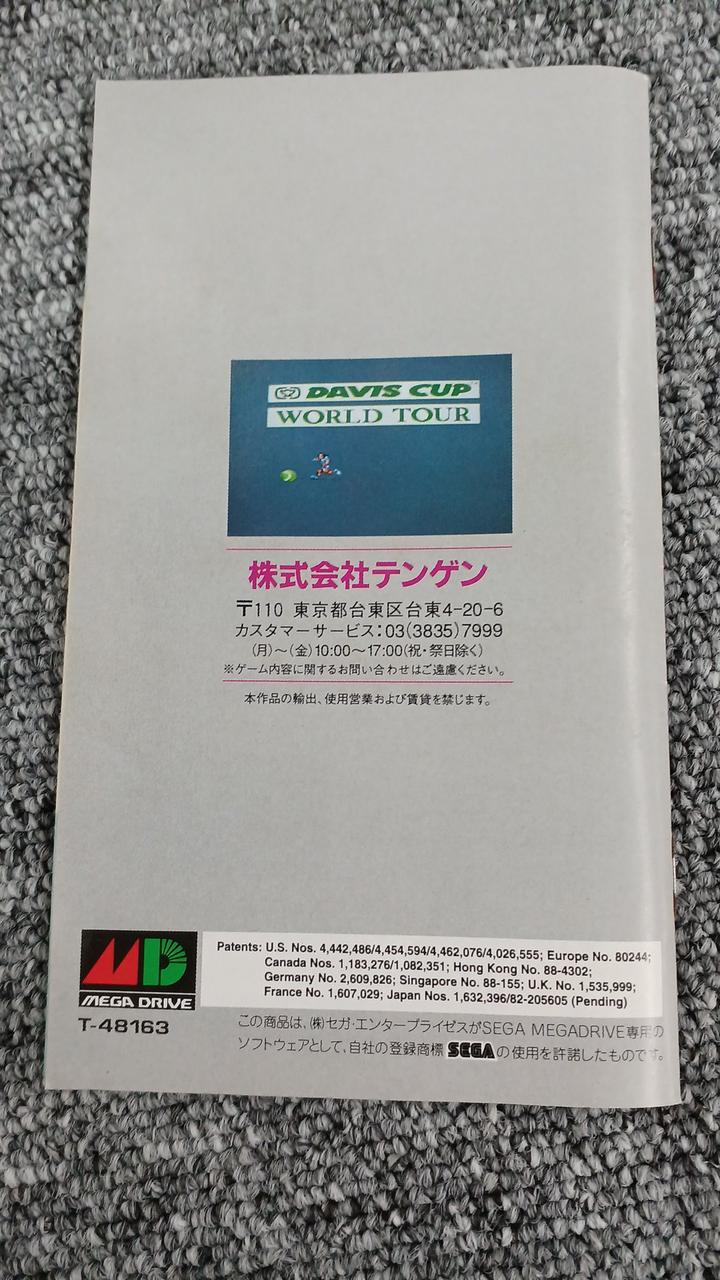 DAVIS CUP™
WORLD TOUR
株式会社テンゲン
〒110 東京都台東区台東4-20-6
カスタマーサービス:03(3835)7999
(月)~(金)10:00~17:00(祝・祭日除く)
※ゲーム内容に関するお問い合わせはご遠慮ください。
本作品の輸出、使用営業および賃貸を禁じます。
MD
MEGA DRIVE
T-48163
Patents: U.S. Nos. 4,442,486/4,454,594/4,462,076/4,026,555; Europe No. 80244;
Canada Nos. 1,183,276/1,082,351; Hong Kong No. 88-4302;
Germany No. 2,609,826; Singapore No. 88-155; U.K. No. 1,535,999;
France No. 1,607,029; Japan Nos. 1,632,396/82-205605 (Pending)
この商品は、(株)セガ・エンタープライゼスがSEGA MEGADRIVE専用の
ソフトウェアとして、自社の登録商標 SEGA の使用を許諾したものです。